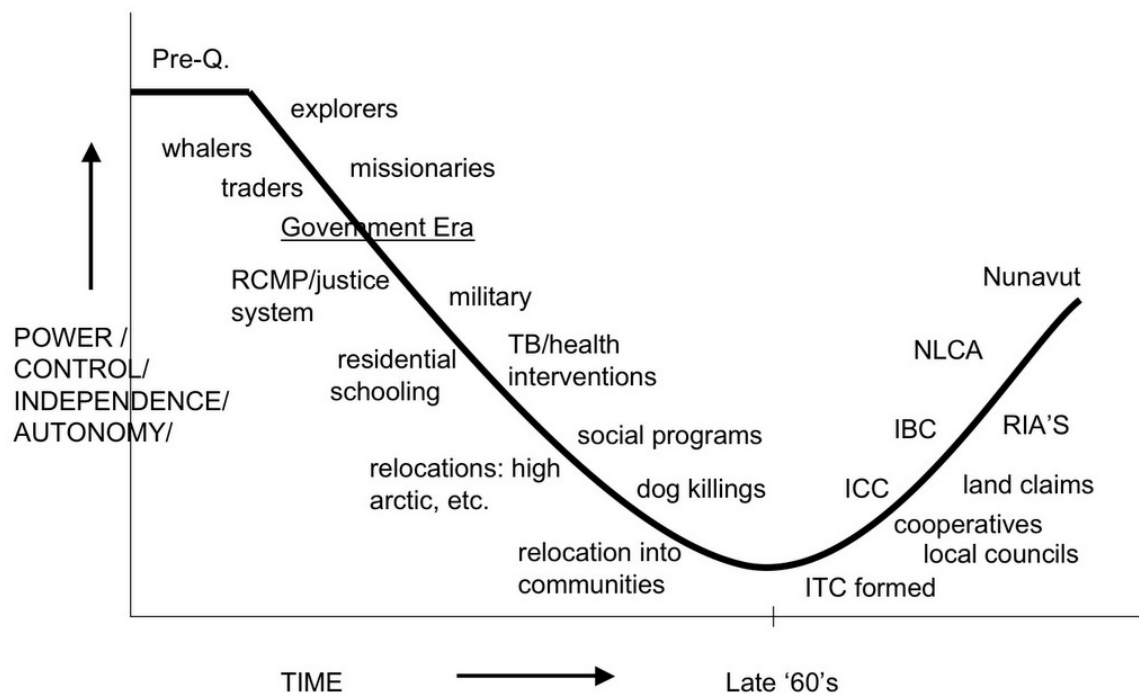 Pre-Q.
explorers
whalers
missionaries
traders
Government Era
RCMP/justice
system
military
Nunavut
POWER /
CONTROL/
INDEPENDENCE/
AUTONOMY/
residential
schooling
TB/health
interventions
NLCA
social programs
IBC
RIA'S
relocations: high
arctic, etc.
dog killings
ICC
land claims
cooperatives
local councils
relocation into
communities
ITC formed
TIME
Late ‘60’s